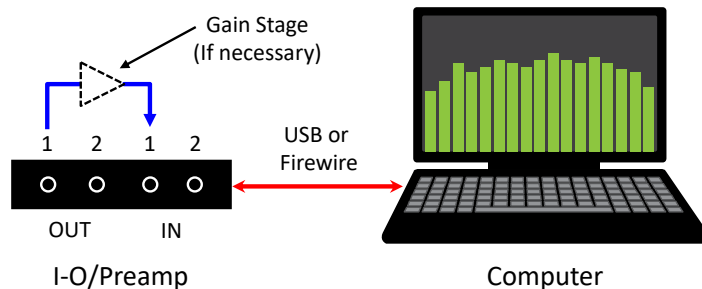 Gain Stage
(If necessary)
1 2 1 2
USB or
Firewire
OUT IN
I-O/Preamp
Computer